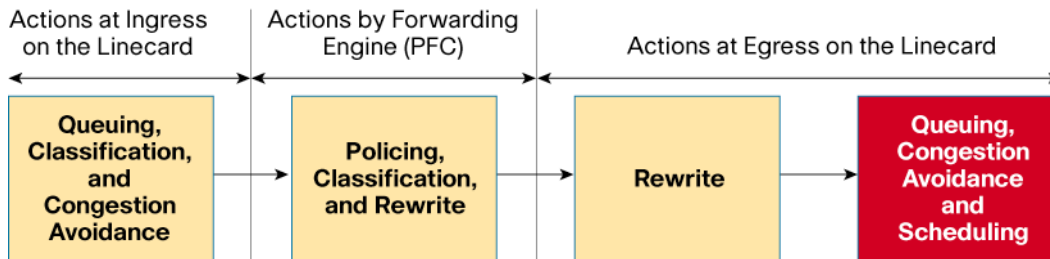 Actions at Ingress
on the Linecard
Actions by Forwarding
Engine (PFC)
Actions at Egress on the Linecard
Queuing,
Classification,
and
Congestion
Avoidance
Policing,
Classification,
and Rewrite
Rewrite
Queuing,
Congestion
Avoidance
and
Scheduling